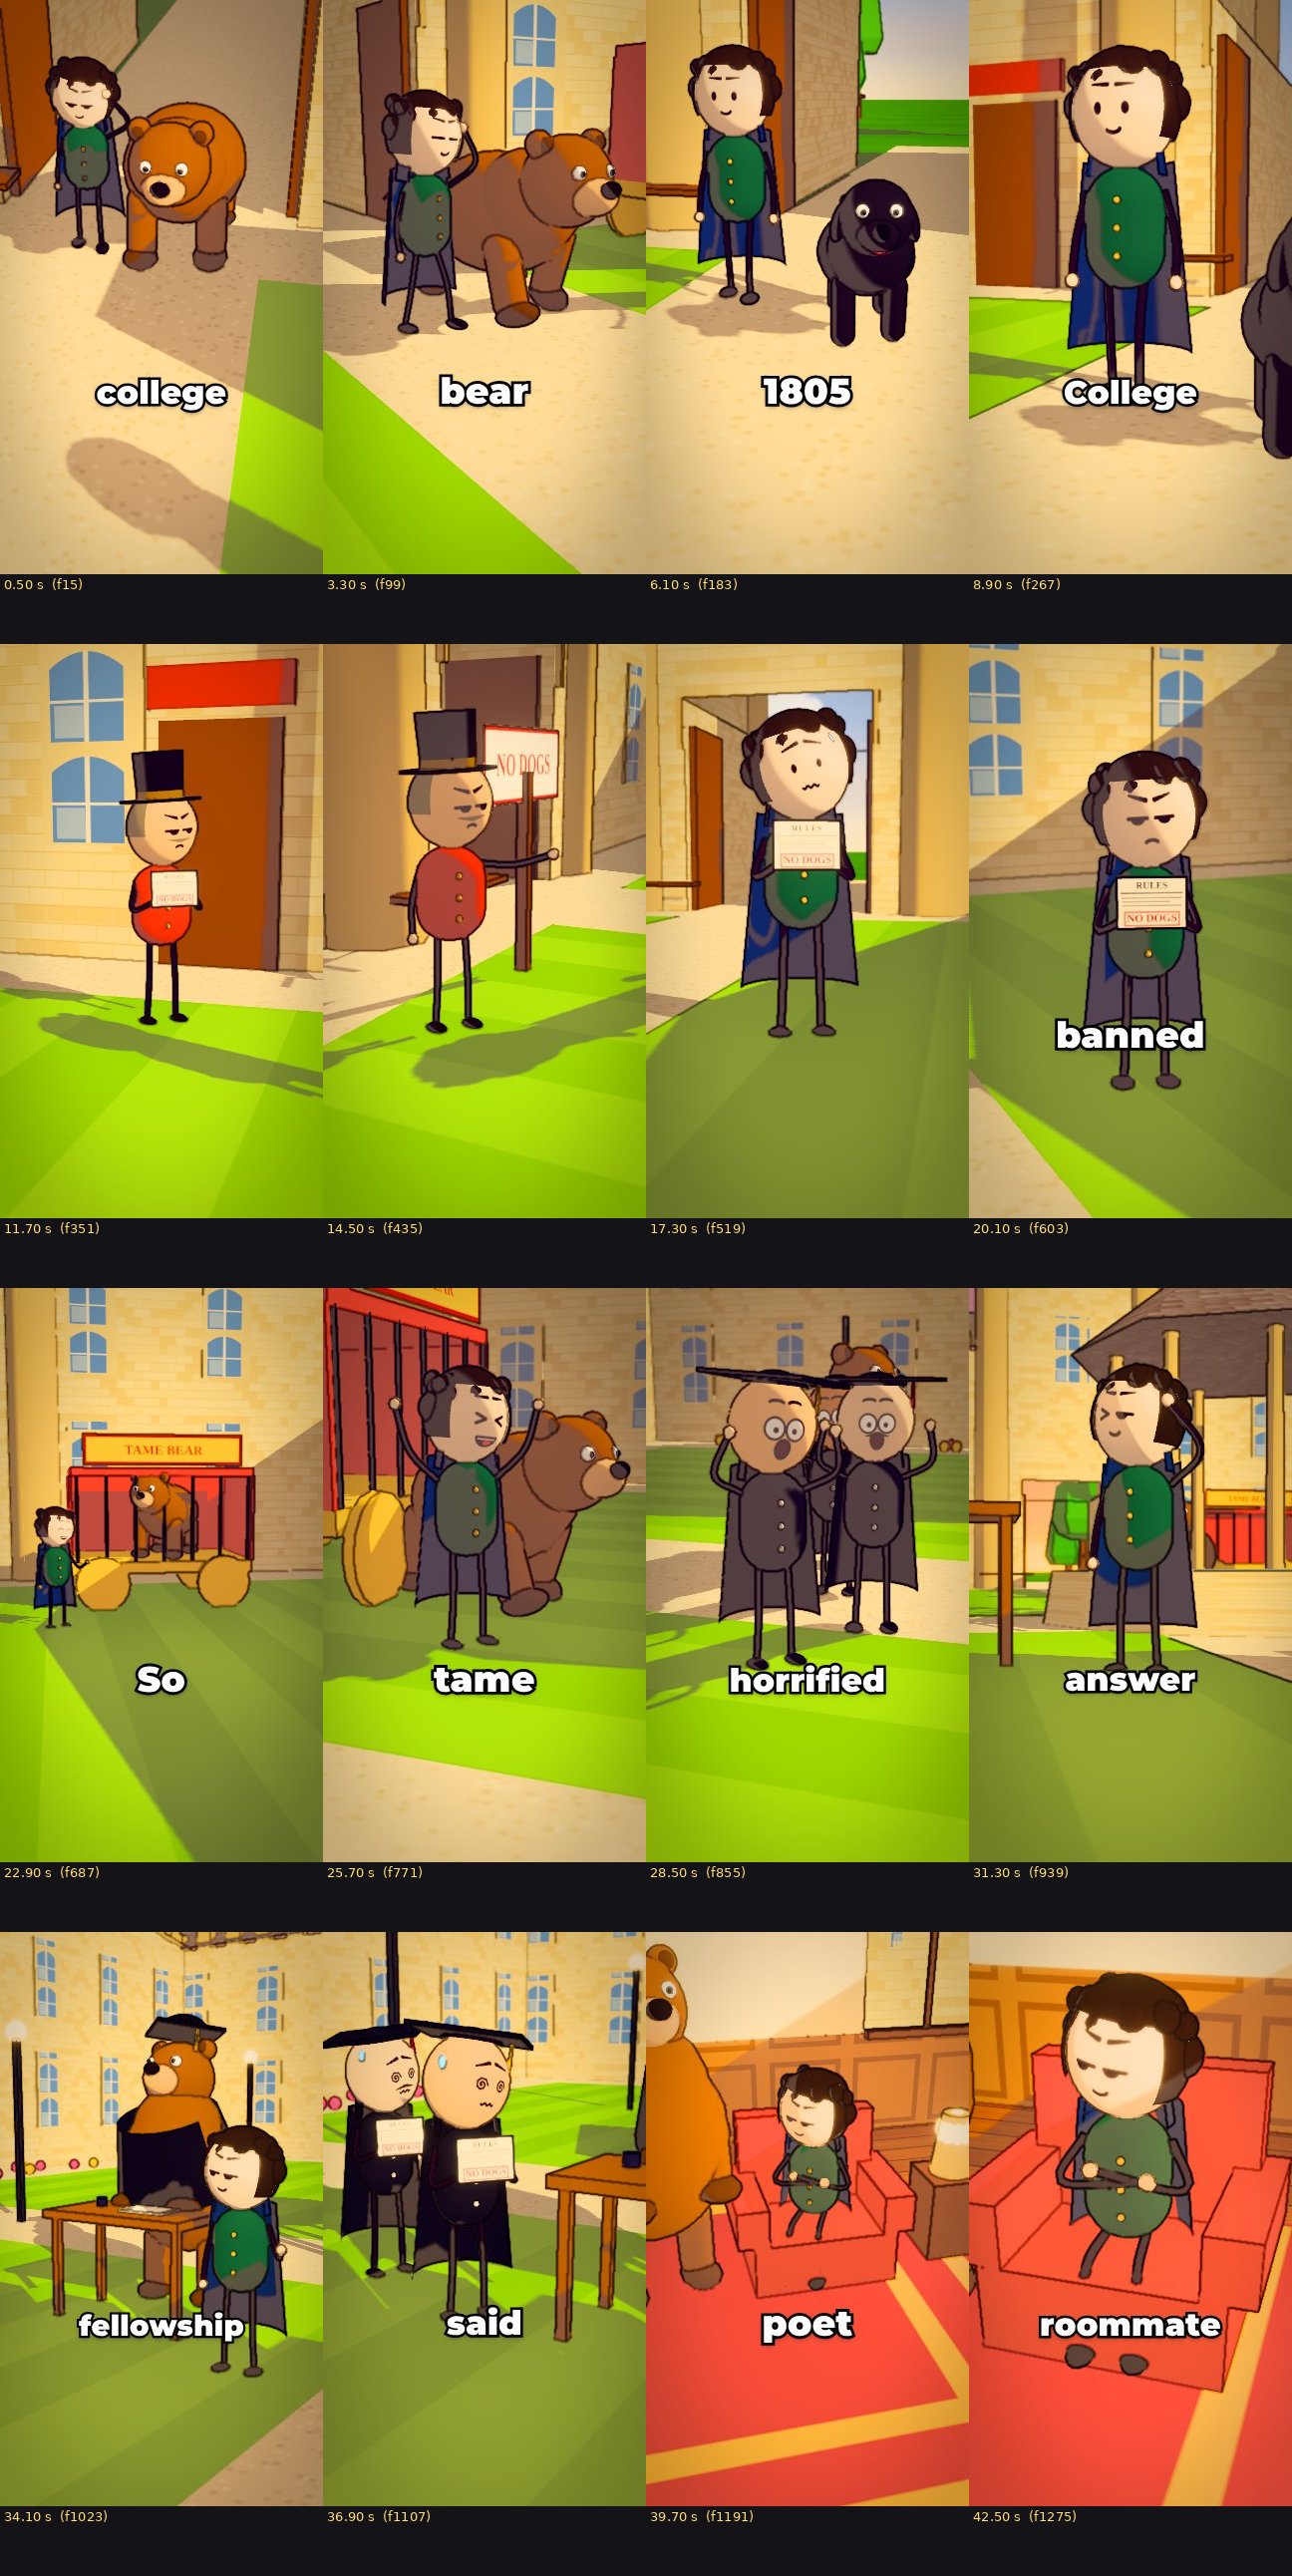 college
bear
1805
College
0.50 s (f15)
3.30 s (f99)
6.10 s (f183)
8.90 s (f267)
NO DOGS
NO DOGS
RULES
NO DOGS
RULES
NO DOGS
banned
11.70 s (f351)
14.50 s (f435)
17.30 s (f519)
20.10 s (f603)
TAME BEAR
So
tame
horrified
answer
22.90 s (f687)
25.70 s (f771)
28.50 s (f855)
31.30 s (f939)
NO DOGS
RULES
NO DOGS
fellowship
said
poet
roommate
34.10 s (f1023)
36.90 s (f1107)
39.70 s (f1191)
42.50 s (f1275)